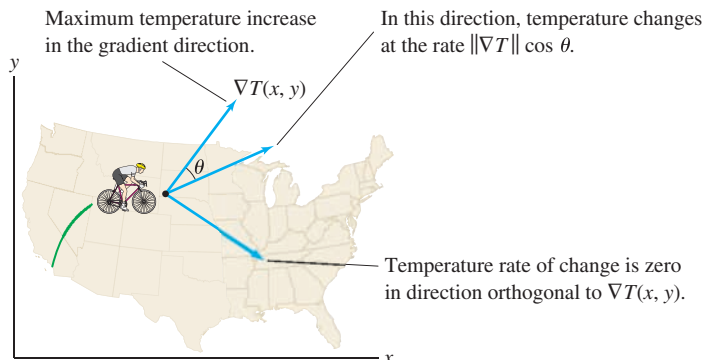 Maximum temperature increase
in the gradient direction.
In this direction, temperature changes
at the rate ‖∇T‖ cos θ.
y
∇T(x, y)
θ
Temperature rate of change is zero
in direction orthogonal to ∇T(x, y).
x